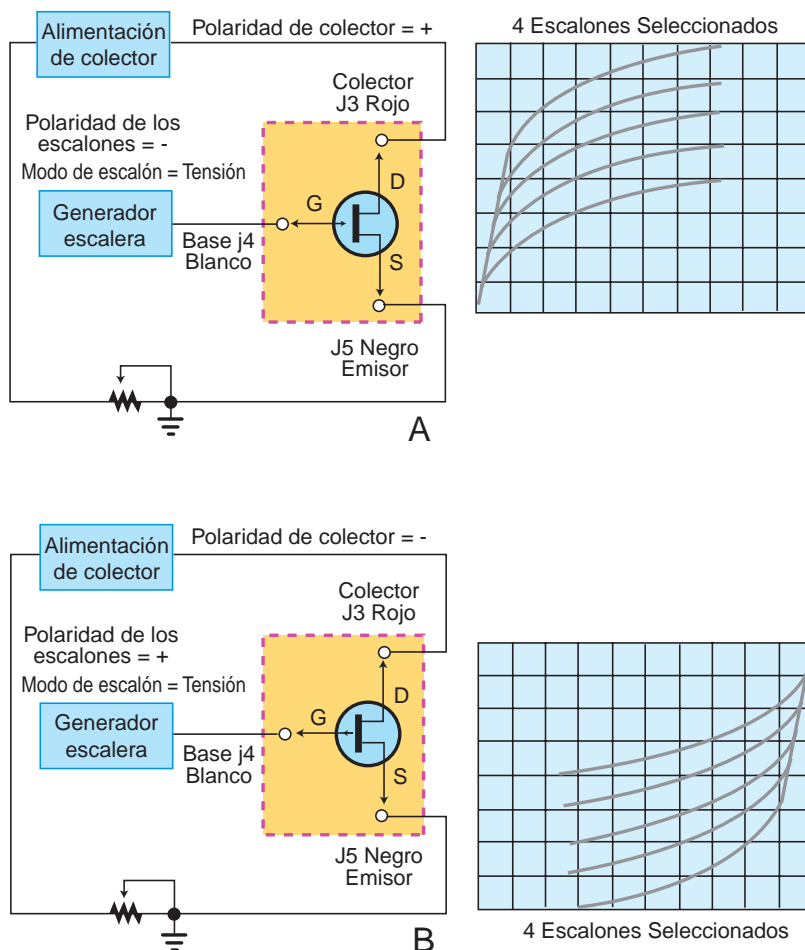 Alimentación
de colector
Polaridad de colector = +
4 Escalones Seleccionados
Colector
J3 Rojo
Polaridad de los
escalones = -
Modo de escalón = Tensión
Generador
escalera
D
G
S
Base j4
Blanco
J5 Negro
Emisor
A
Alimentación
de colector
Polaridad de colector = -
Colector
J3 Rojo
Polaridad de los
escalones = +
Modo de escalón = Tensión
Generador
escalera
D
G
S
Base j4
Blanco
J5 Negro
Emisor
B
4 Escalones Seleccionados